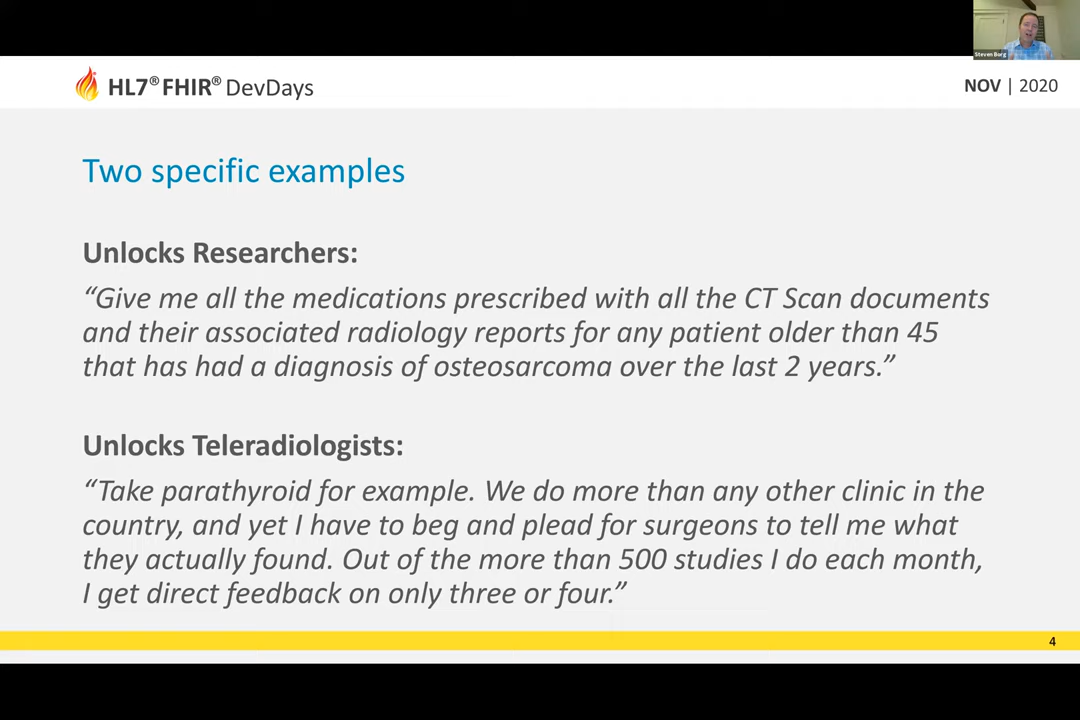 Steven Borg
HL7® FHIR® DevDays
NOV | 2020
Two specific examples
Unlocks Researchers:
“Give me all the medications prescribed with all the CT Scan documents
and their associated radiology reports for any patient older than 45
that has had a diagnosis of osteosarcoma over the last 2 years.”
Unlocks Teleradiologists:
“Take parathyroid for example. We do more than any other clinic in the
country, and yet I have to beg and plead for surgeons to tell me what
they actually found. Out of the more than 500 studies I do each month,
I get direct feedback on only three or four.”
4